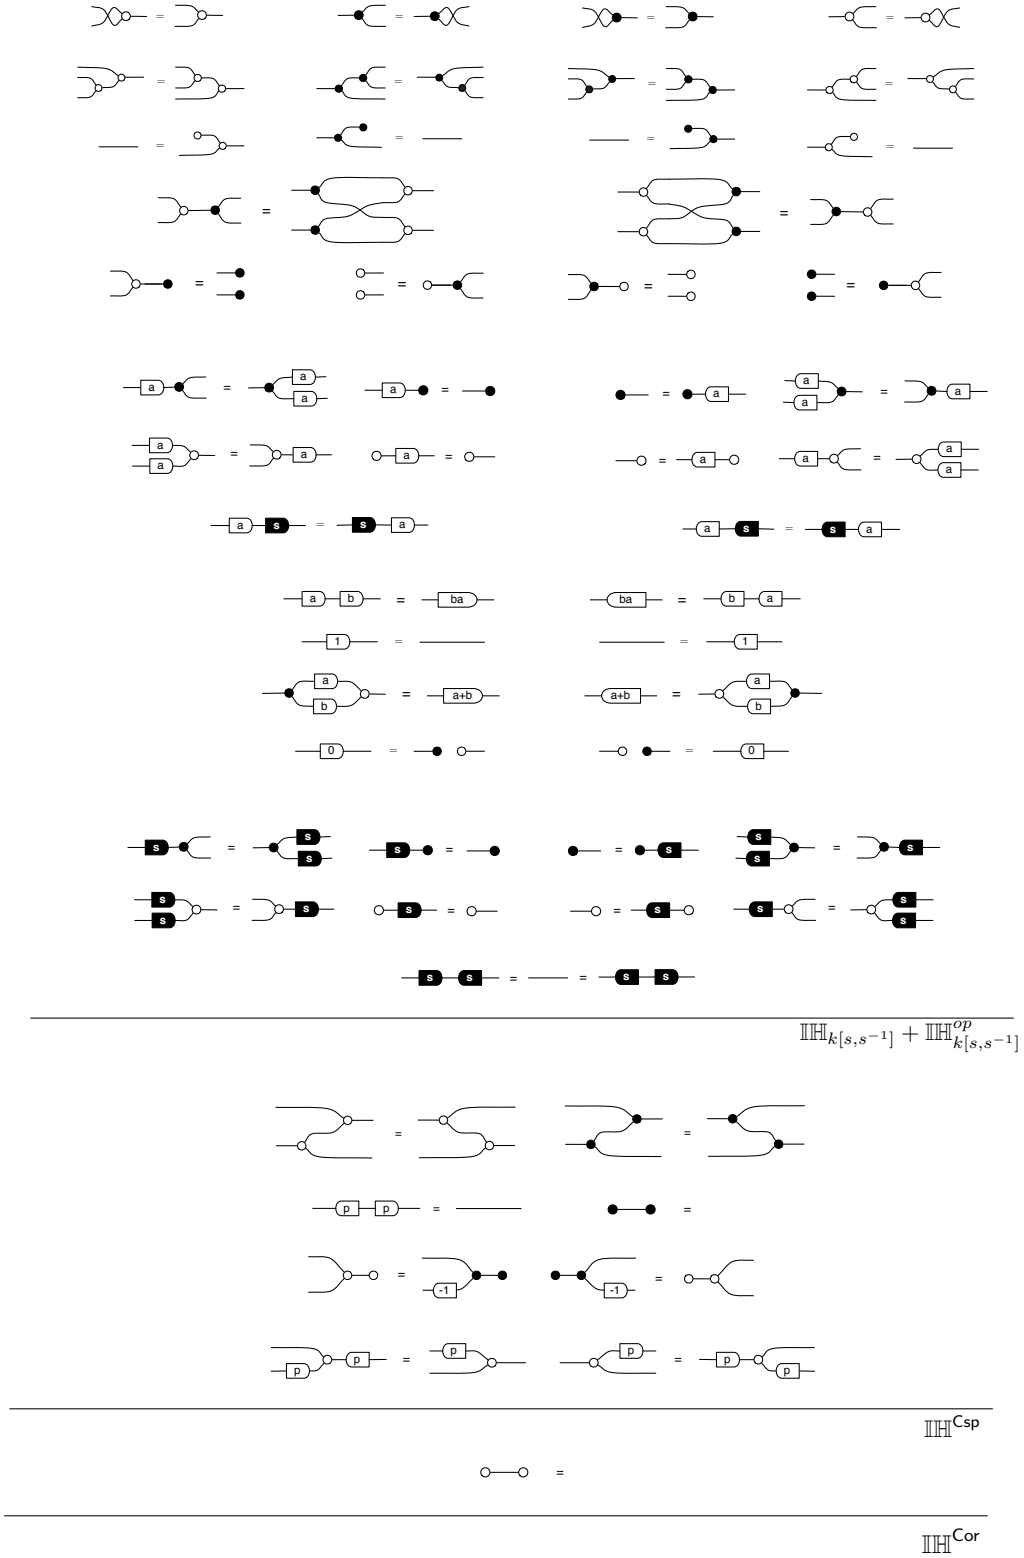 = = = =
= = = =
= = = =
= =
= = = =
a = a a a = = a a a = a
a a = a a = = a a = a a
a s = s a a s = s a
a b = ba ba = b a
1 = = 1
a b = a+b a+b = a b
0 = = 0
s = s s s = = s s s = s
s s = s s = = s s = s s
s s = = s s
𝕀ℍ_{k[s,s⁻¹]} + 𝕀ℍ^{op}_{k[s,s⁻¹]}
= =
p p = =
= -1 -1 =
p p = p p = p p
𝕀ℍ^{Csp}
=
𝕀ℍ^{Cor}